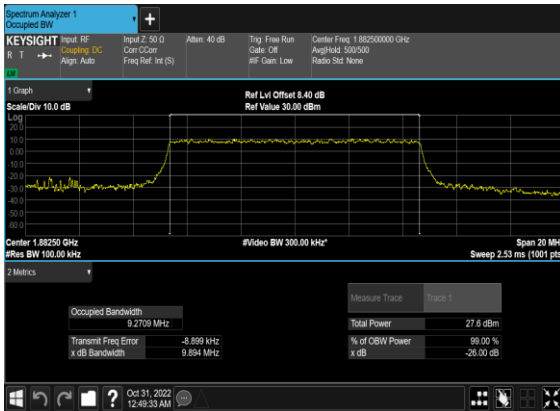 Spectrum Analyzer 1
Occupied BW
+
KEYSIGHT
R T
LXI
Input: RF
Coupling: DC
Align: Auto
Input Z: 50 Ω
Corr CCorr
Freq Ref: Int (S)
Atten: 40 dB
Trig: Free Run
Gate: Off
#IF Gain: Low
Center Freq: 1.882500000 GHz
Avg|Hold: 500/500
Radio Std: None
1 Graph
Scale/Div 10.0 dB
Ref Lvl Offset 8.40 dB
Ref Value 30.00 dBm
Log
20.0
10.0
0.00
-10.0
-20.0
-30.0
-40.0
-50.0
-60.0
Center 1.88250 GHz
#Res BW 100.00 kHz
#Video BW 300.00 kHz*
Span 20 MH
Sweep 2.53 ms (1001 pts
2 Metrics
Measure Trace Trace 1
Occupied Bandwidth
9.2709 MHz
Total Power 27.6 dBm
Transmit Freq Error -8.899 kHz
% of OBW Power 99.00 %
x dB Bandwidth 9.894 MHz
x dB -26.00 dB
?
Oct 31, 2022
12:49:33 AM